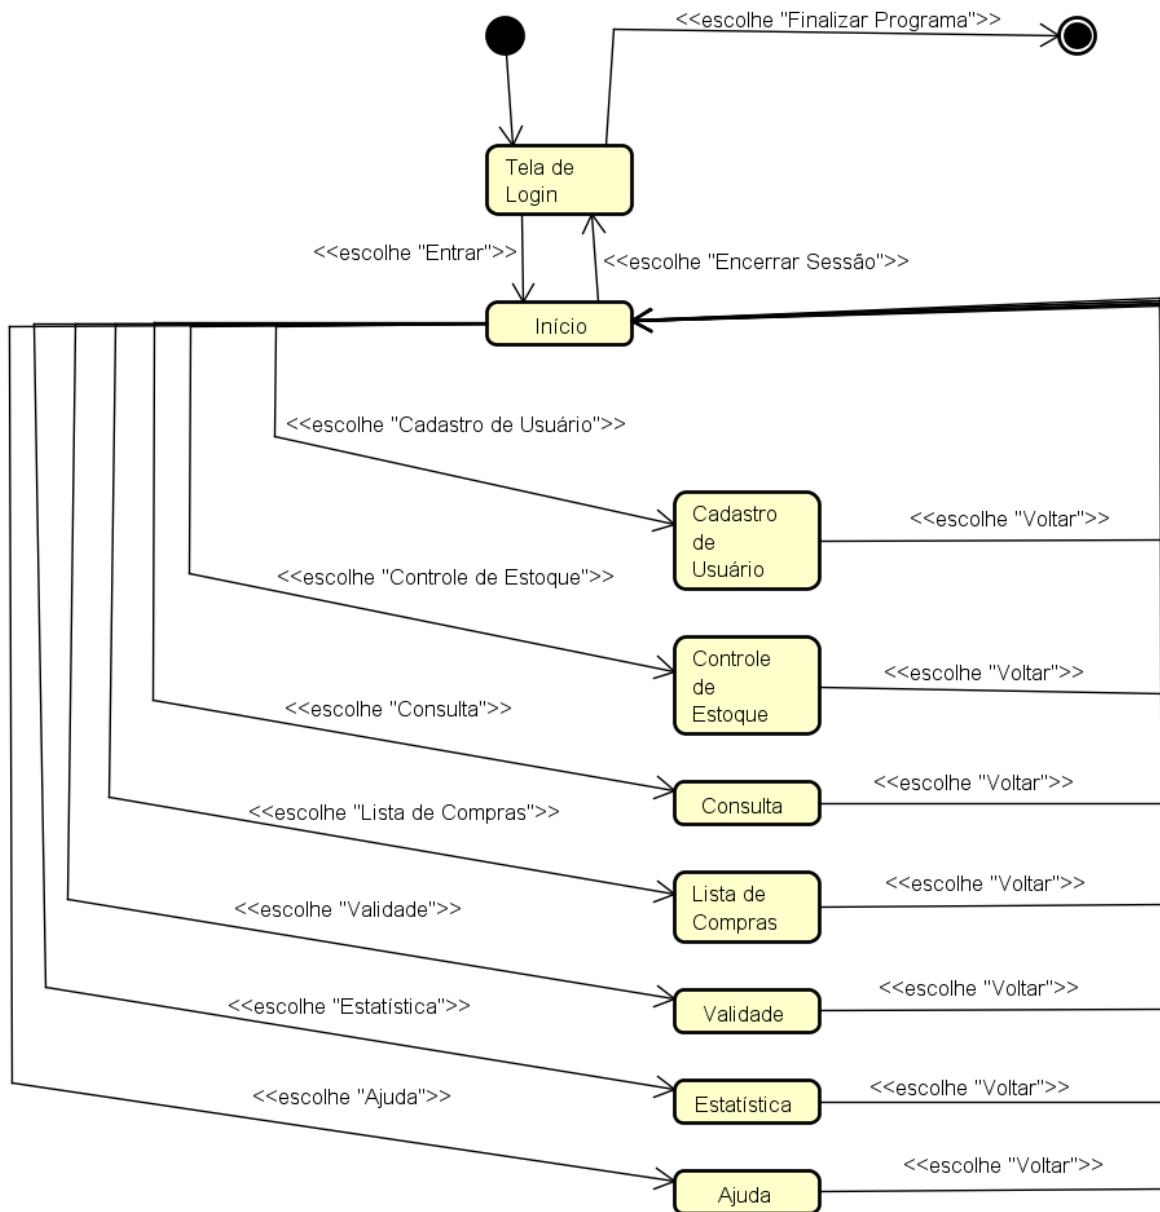 <<escolhe "Finalizar Programa">>
Tela de
Login
<<escolhe "Entrar">>
<<escolhe "Encerrar Sessão">>
Início
<<escolhe "Cadastro de Usuário">>
Cadastro
de
Usuário
<<escolhe "Voltar">>
<<escolhe "Controle de Estoque">>
Controle
de
Estoque
<<escolhe "Voltar">>
<<escolhe "Consulta">>
Consulta
<<escolhe "Voltar">>
<<escolhe "Lista de Compras">>
Lista de
Compras
<<escolhe "Voltar">>
<<escolhe "Validade">>
Validade
<<escolhe "Voltar">>
<<escolhe "Estatística">>
Estatística
<<escolhe "Voltar">>
<<escolhe "Ajuda">>
Ajuda
<<escolhe "Voltar">>